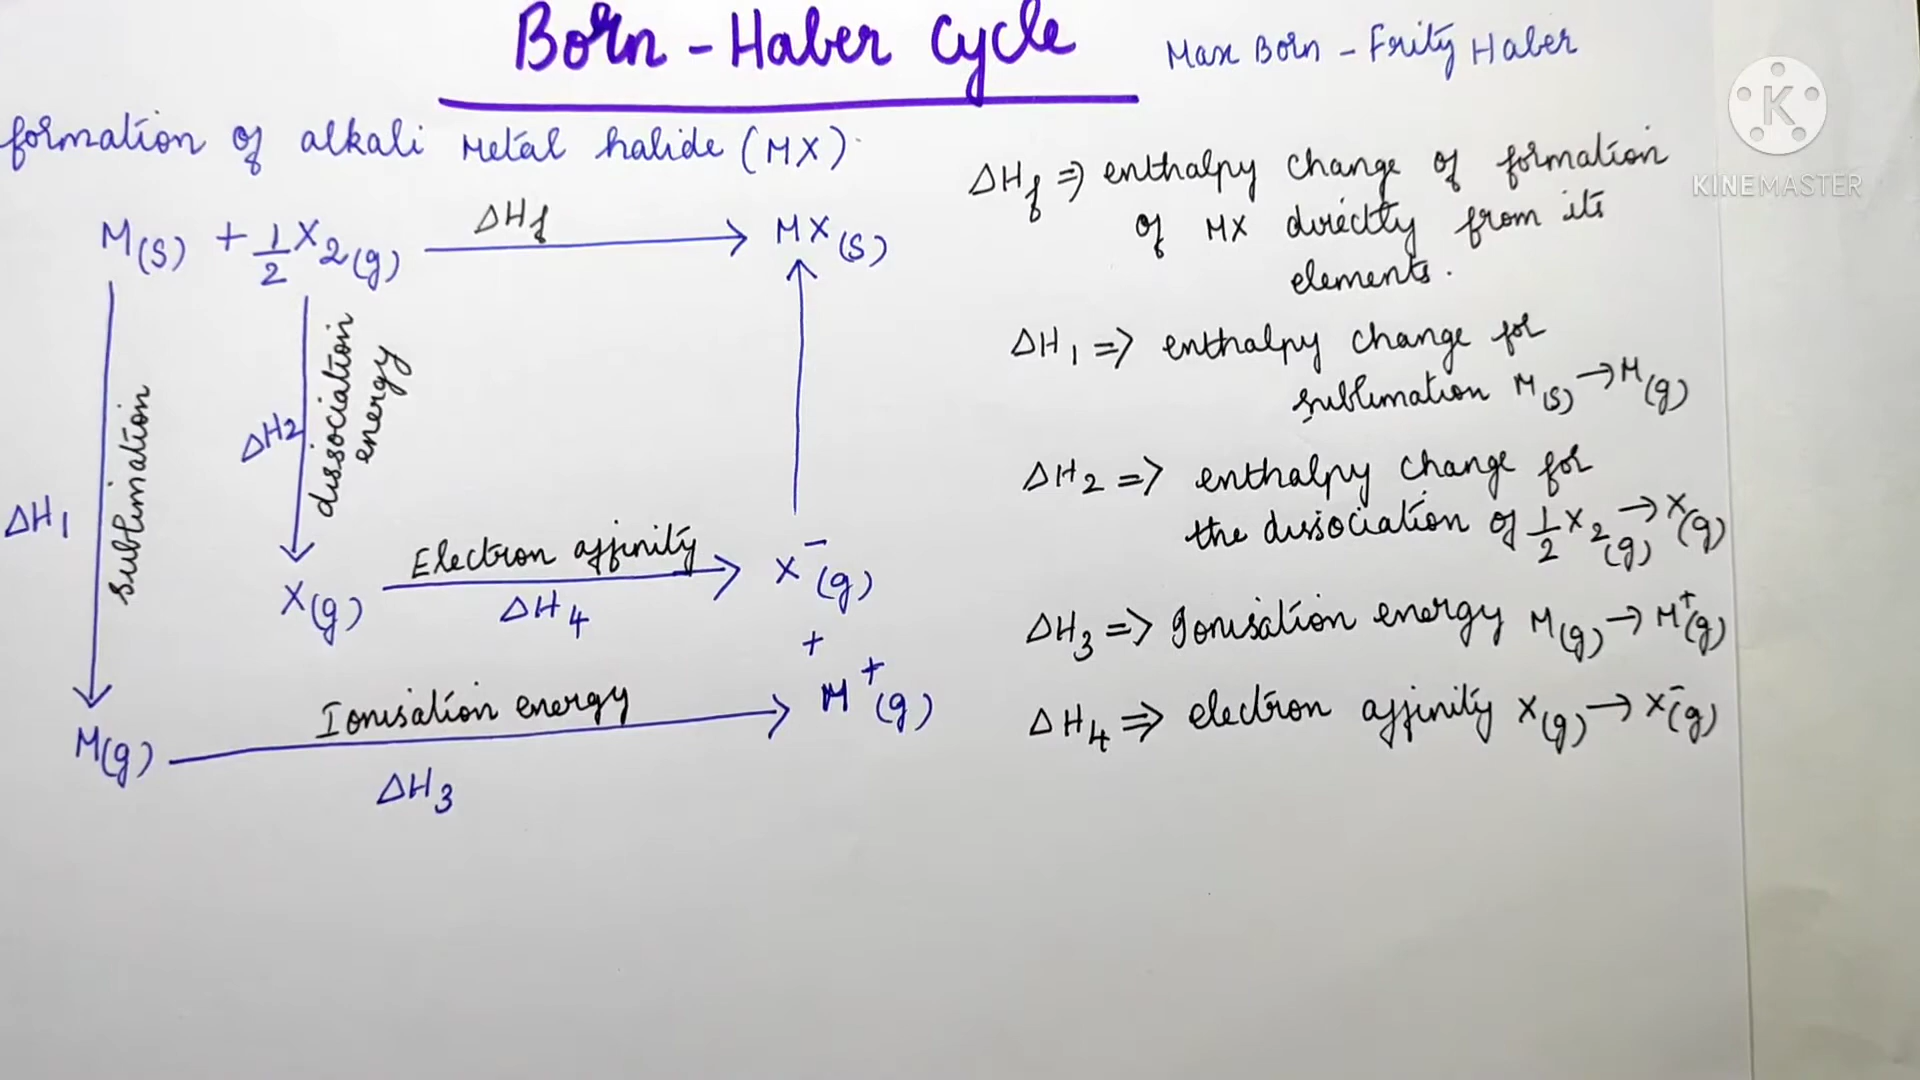 Born - Haber Cycle
Max Born - Frity Haber
formation of alkali metal halide (MX).
M(s) + 1/2 X2(g)
ΔHf
MX(s)
ΔH1
sublimation
ΔH2
dissociation
energy
X(g)
Electron affinity
ΔH4
X⁻(g)
+
M(g)
Ionisation energy
ΔH3
M⁺(g)
ΔHf => enthalpy change of formation
of MX directly from its
elements.
ΔH1 => enthalpy change for
sublimation M(s) → M(g)
ΔH2 => enthalpy change for
the dissociation of 1/2 X2(g) → X(g)
ΔH3 => Ionisation energy M(g) → M⁺(g)
ΔH4 => electron affinity X(g) → X⁻(g)
K
KINEMASTER